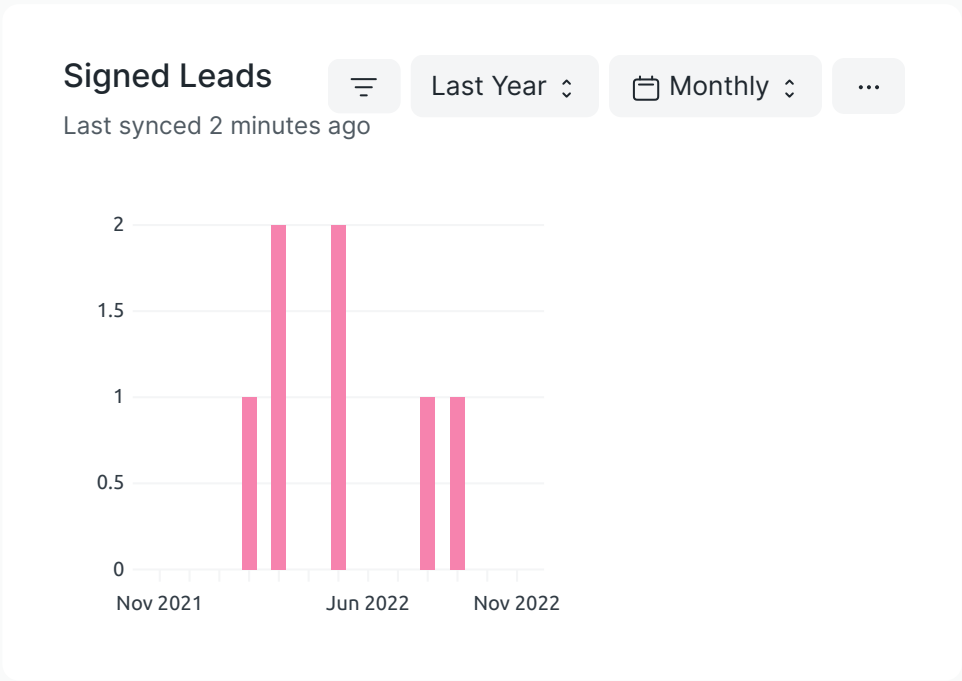 Signed Leads
Last Year
Monthly
...
Last synced 2 minutes ago
2
1.5
1
0.5
0
Nov 2021
Jun 2022
Nov 2022